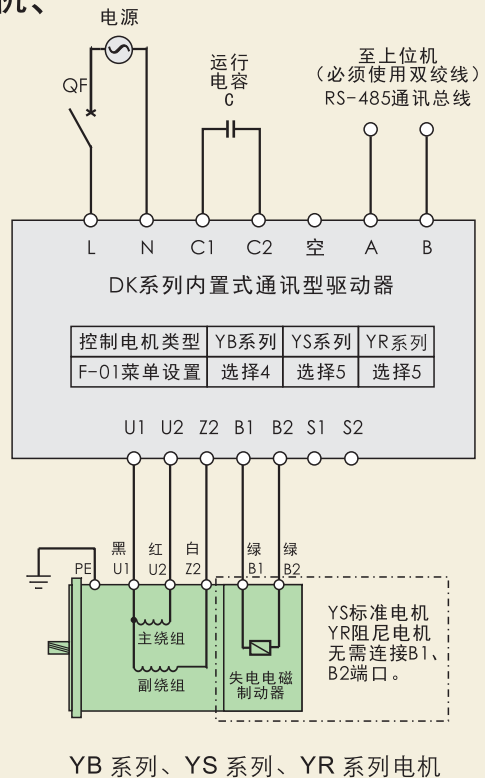 机、
电源
QF
运行
电容
C
至上位机
（必须使用双绞线）
RS-485通讯总线
L N C1 C2 空 A B
DK系列内置式通讯型驱动器
控制电机类型 YB系列 YS系列 YR系列
F-01菜单设置 选择4 选择5 选择5
U1 U2 Z2 B1 B2 S1 S2
黑 红 白 绿 绿
PE U1 U2 Z2 B1 B2
主绕组
副绕组
失电电磁
制动器
YS标准电机
YR阻尼电机
无需连接B1、
B2端口。
YB 系列、YS 系列、YR 系列电机